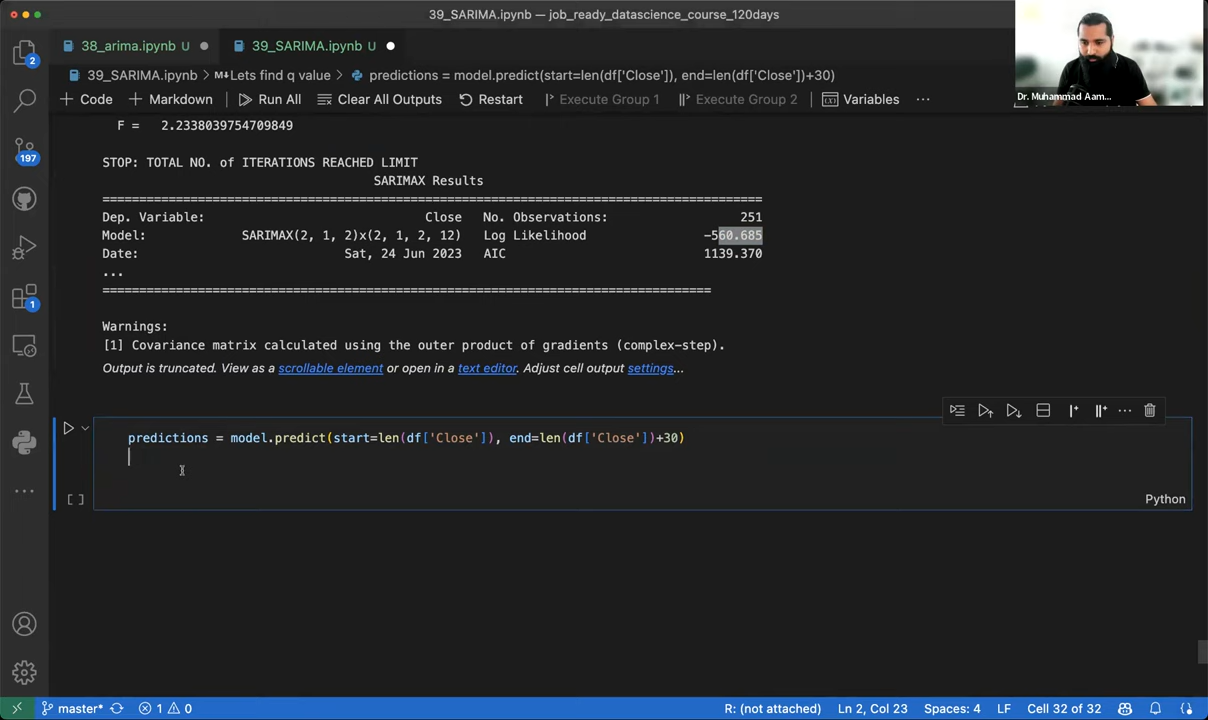 39_SARIMA.ipynb — job_ready_datascience_course_120days
38_arima.ipynb U
39_SARIMA.ipynb U
39_SARIMA.ipynb > M↓Lets find q value > predictions = model.predict(start=len(df['Close']), end=len(df['Close'])+30)
+ Code + Markdown Run All Clear All Outputs Restart Execute Group 1 Execute Group 2 Variables ...
Dr. Muhammad Aam...
F = 2.2338039754709849
STOP: TOTAL NO. of ITERATIONS REACHED LIMIT
SARIMAX Results
==========================================================================================
Dep. Variable: Close No. Observations: 251
Model: SARIMAX(2, 1, 2)x(2, 1, 2, 12) Log Likelihood -560.685
Date: Sat, 24 Jun 2023 AIC 1139.370
...
===================================================================================
Warnings:
[1] Covariance matrix calculated using the outer product of gradients (complex-step).
Output is truncated. View as a scrollable element or open in a text editor. Adjust cell output settings...
predictions = model.predict(start=len(df['Close']), end=len(df['Close'])+30)
[ ]
Python
2
197
1
master* 1 0
R: (not attached) Ln 2, Col 23 Spaces: 4 LF Cell 32 of 32